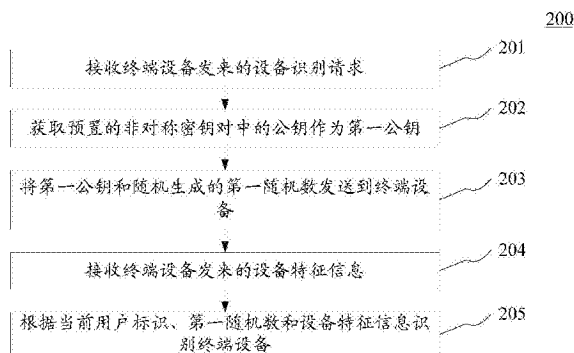 200
接收终端设备发来的设备识别请求
201
获取预置的非对称密钥对中的公钥作为第一公钥
202
将第一公钥和随机生成的第一随机数发送到终端设
备
203
接收终端设备发来的设备特征信息
204
根据当前用户标识、第一随机数和设备特征信息识
别终端设备
205